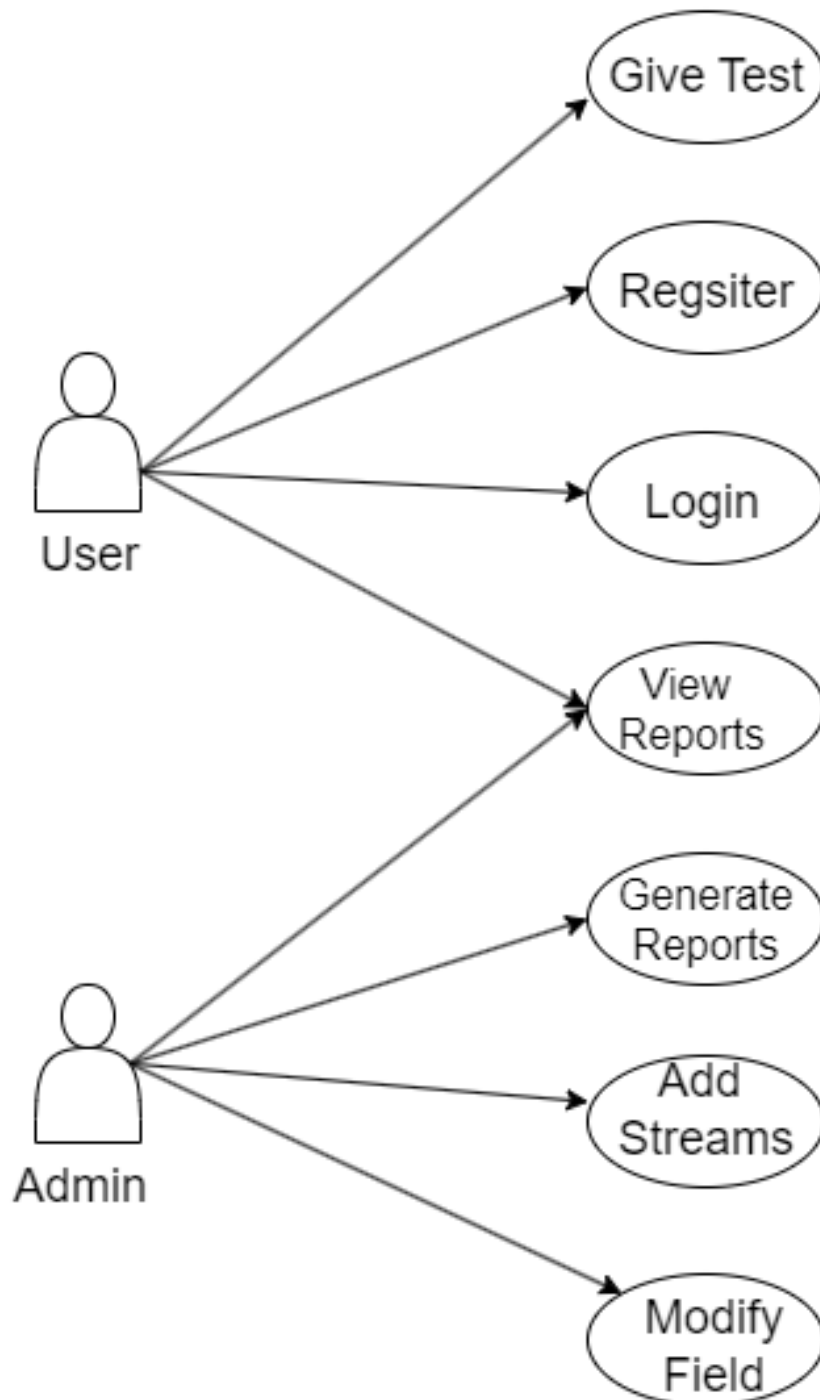 Give Test
Regsiter
Login
User
View
Reports
Generate
Reports
Add
Streams
Admin
Modify
Field